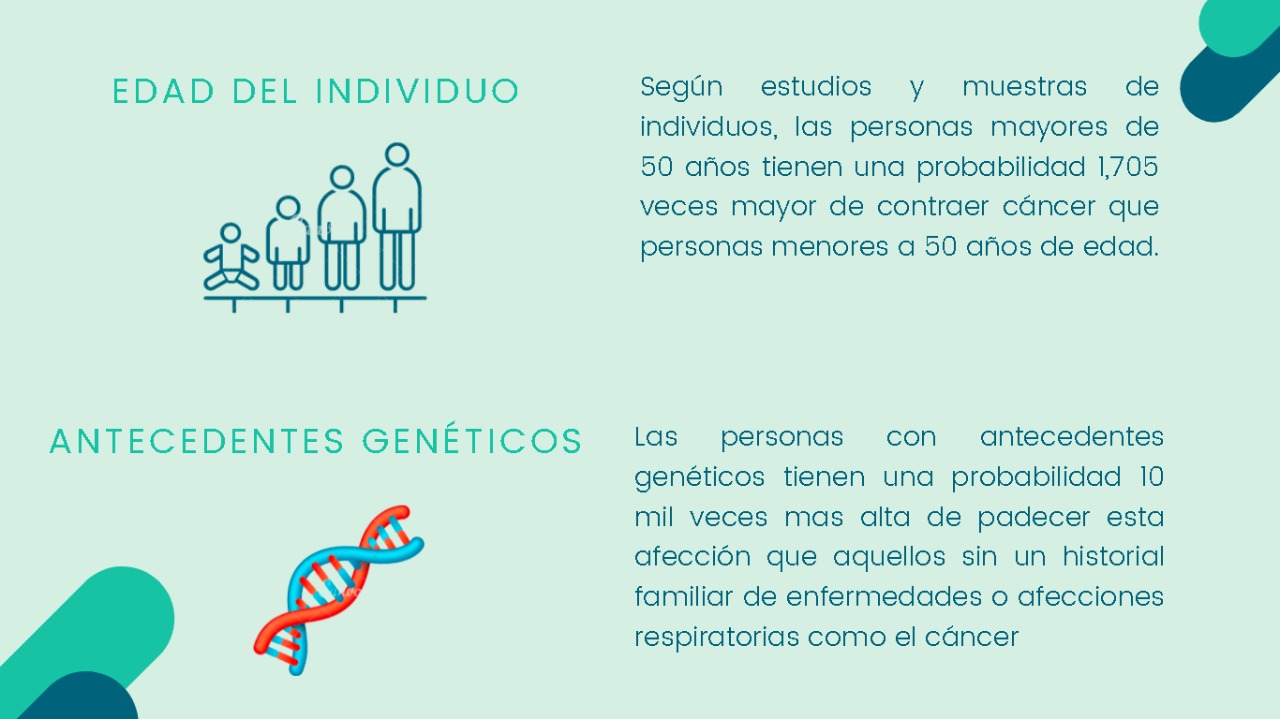 EDAD DEL INDIVIDUO
Según estudios y muestras de
individuos, las personas mayores de
50 años tienen una probabilidad 1,705
veces mayor de contraer cáncer que
personas menores a 50 años de edad.
ANTECEDENTES GENÉTICOS
Las personas con antecedentes
genéticos tienen una probabilidad 10
mil veces mas alta de padecer esta
afección que aquellos sin un historial
familiar de enfermedades o afecciones
respiratorias como el cáncer